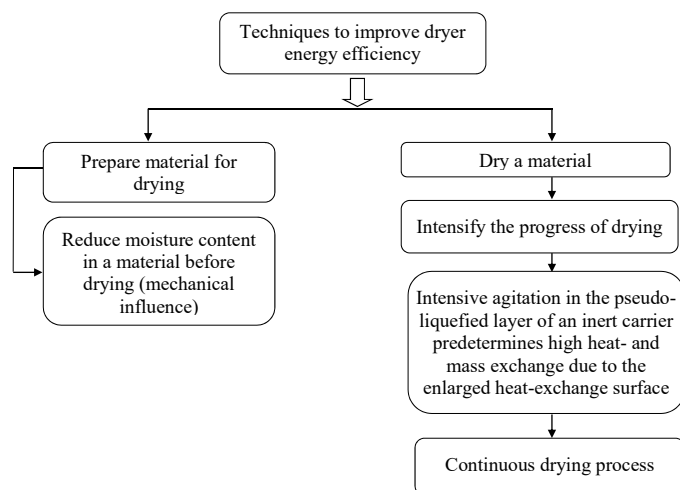 Techniques to improve dryer
energy efficiency
Prepare material for
drying
Reduce moisture content
in a material before
drying (mechanical
influence)
Dry a material
Intensify the progress of drying
Intensive agitation in the pseudo-
liquefied layer of an inert carrier
predetermines high heat- and
mass exchange due to the
enlarged heat-exchange surface
Continuous drying process